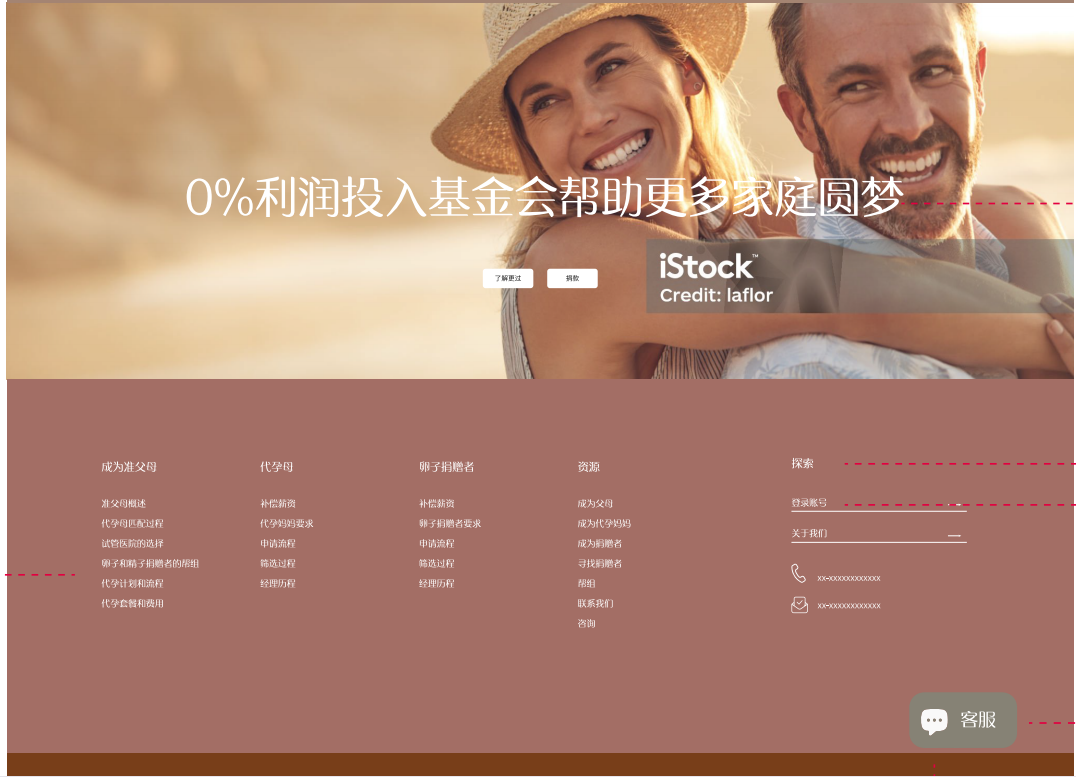 0%利润投入基金会帮助更多家庭圆梦
iStock™
Credit: laflor
了解更过
捐款
成为准父母
准父母概述
代孕母匹配过程
试管医院的选择
卵子和精子捐赠者的帮组
代孕计划和流程
代孕套餐和费用
代孕母
补偿薪资
代孕妈妈要求
申请流程
筛选过程
经理历程
卵子捐赠者
补偿薪资
卵子捐赠者要求
申请流程
筛选过程
经理历程
资源
成为父母
成为代孕妈妈
成为捐赠者
寻找捐赠者
帮组
联系我们
咨询
探索
登录账号
关于我们
xx-xxxxxxxxxxxx
xx-xxxxxxxxxxxx
客服